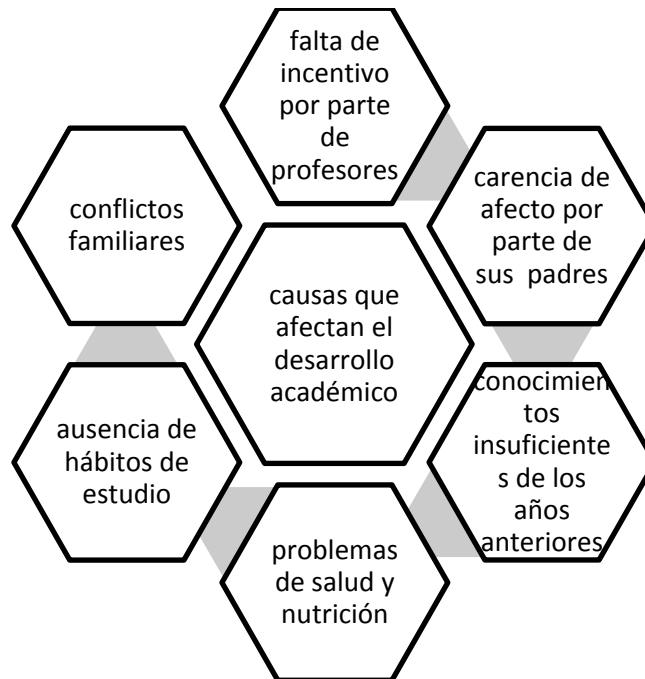 falta de
incentivo
por parte
de
profesores
carencia de
afecto por
parte de
sus padres
conocimien
tos
insuficiente
s de los
años
anteriores
problemas
de salud y
nutrición
ausencia de
hábitos de
estudio
conflictos
familiares
causas que
afectan el
desarrollo
académico